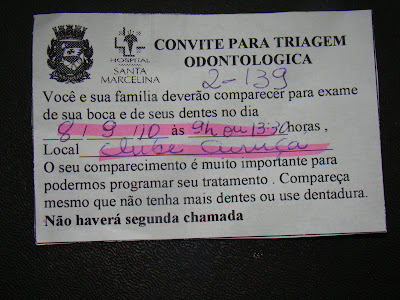 CONVITE PARA TRIAGEM
ODONTOLOGICA
HOSPITAL
SANTA
MARCELINA
2-139
Você e sua familia deverão comparecer para exame
de sua boca e de seus dentes no dia
8 / 9 /10 às 9h ou 13:30 horas ,
Local Clube Curuçá
O seu comparecimento é muito importante para
podermos programar seu tratamento . Compareça
mesmo que não tenha mais dentes ou use dentadura.
Não haverá segunda chamada